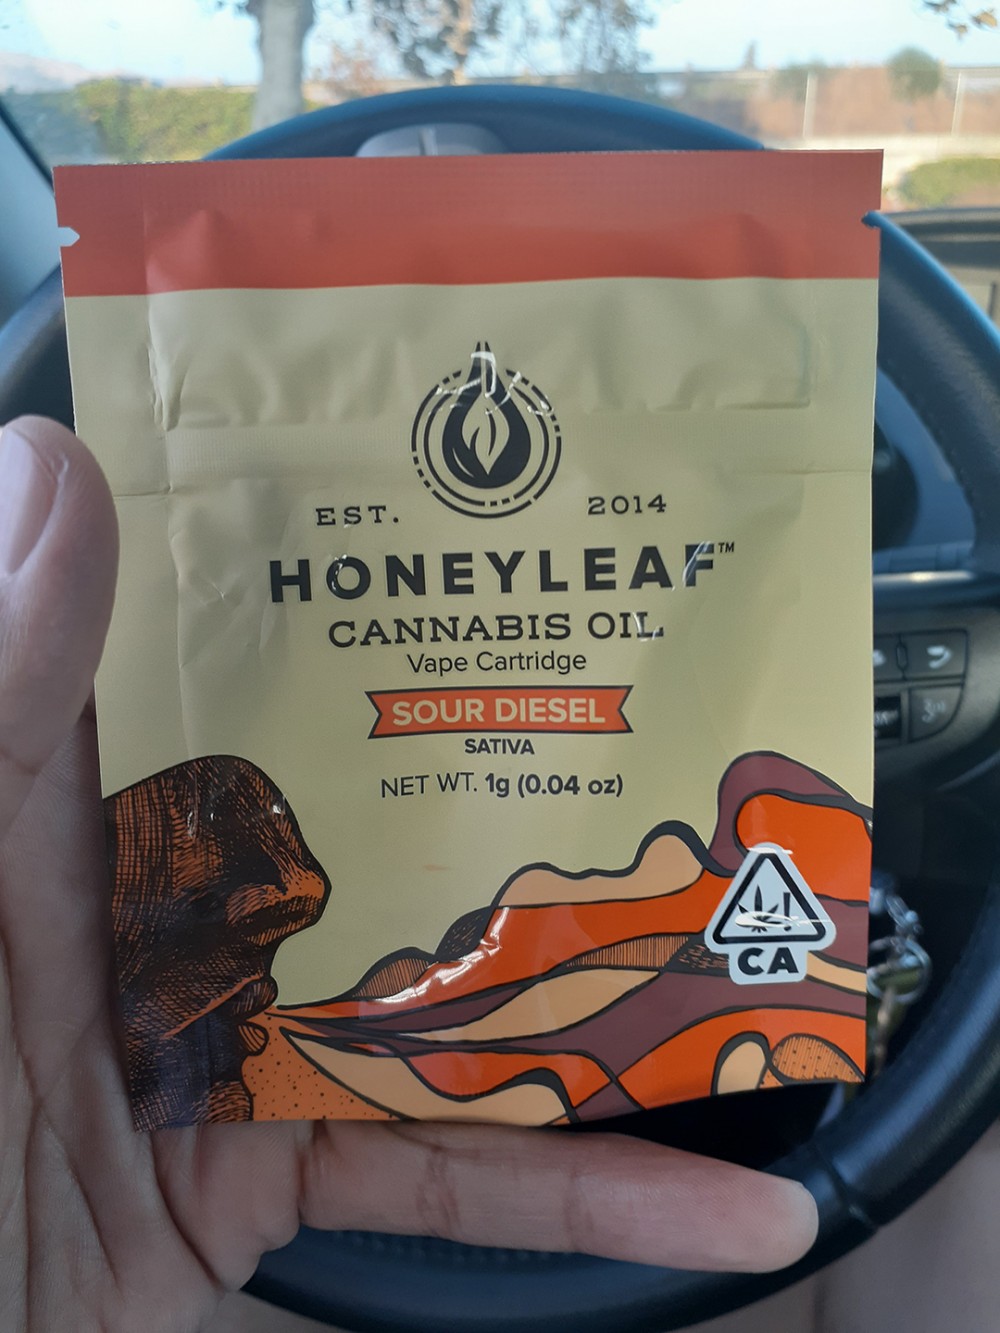 EST. 2014
HONEYLEAF™
CANNABIS OIL
Vape Cartridge
SOUR DIESEL
SATIVA
NET WT. 1g (0.04 oz)
!
CA